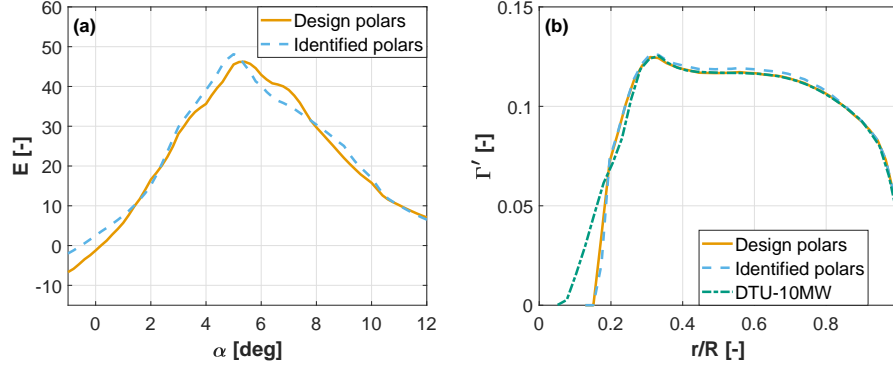 (a)
Design polars
Identified polars
60
50
40
30
20
10
0
-10
E [-]
0 2 4 6 8 10 12
α [deg]
(b)
0.15
0.1
0.05
0
Γ′ [-]
Design polars
Identified polars
DTU-10MW
0 0.2 0.4 0.6 0.8
r/R [-]